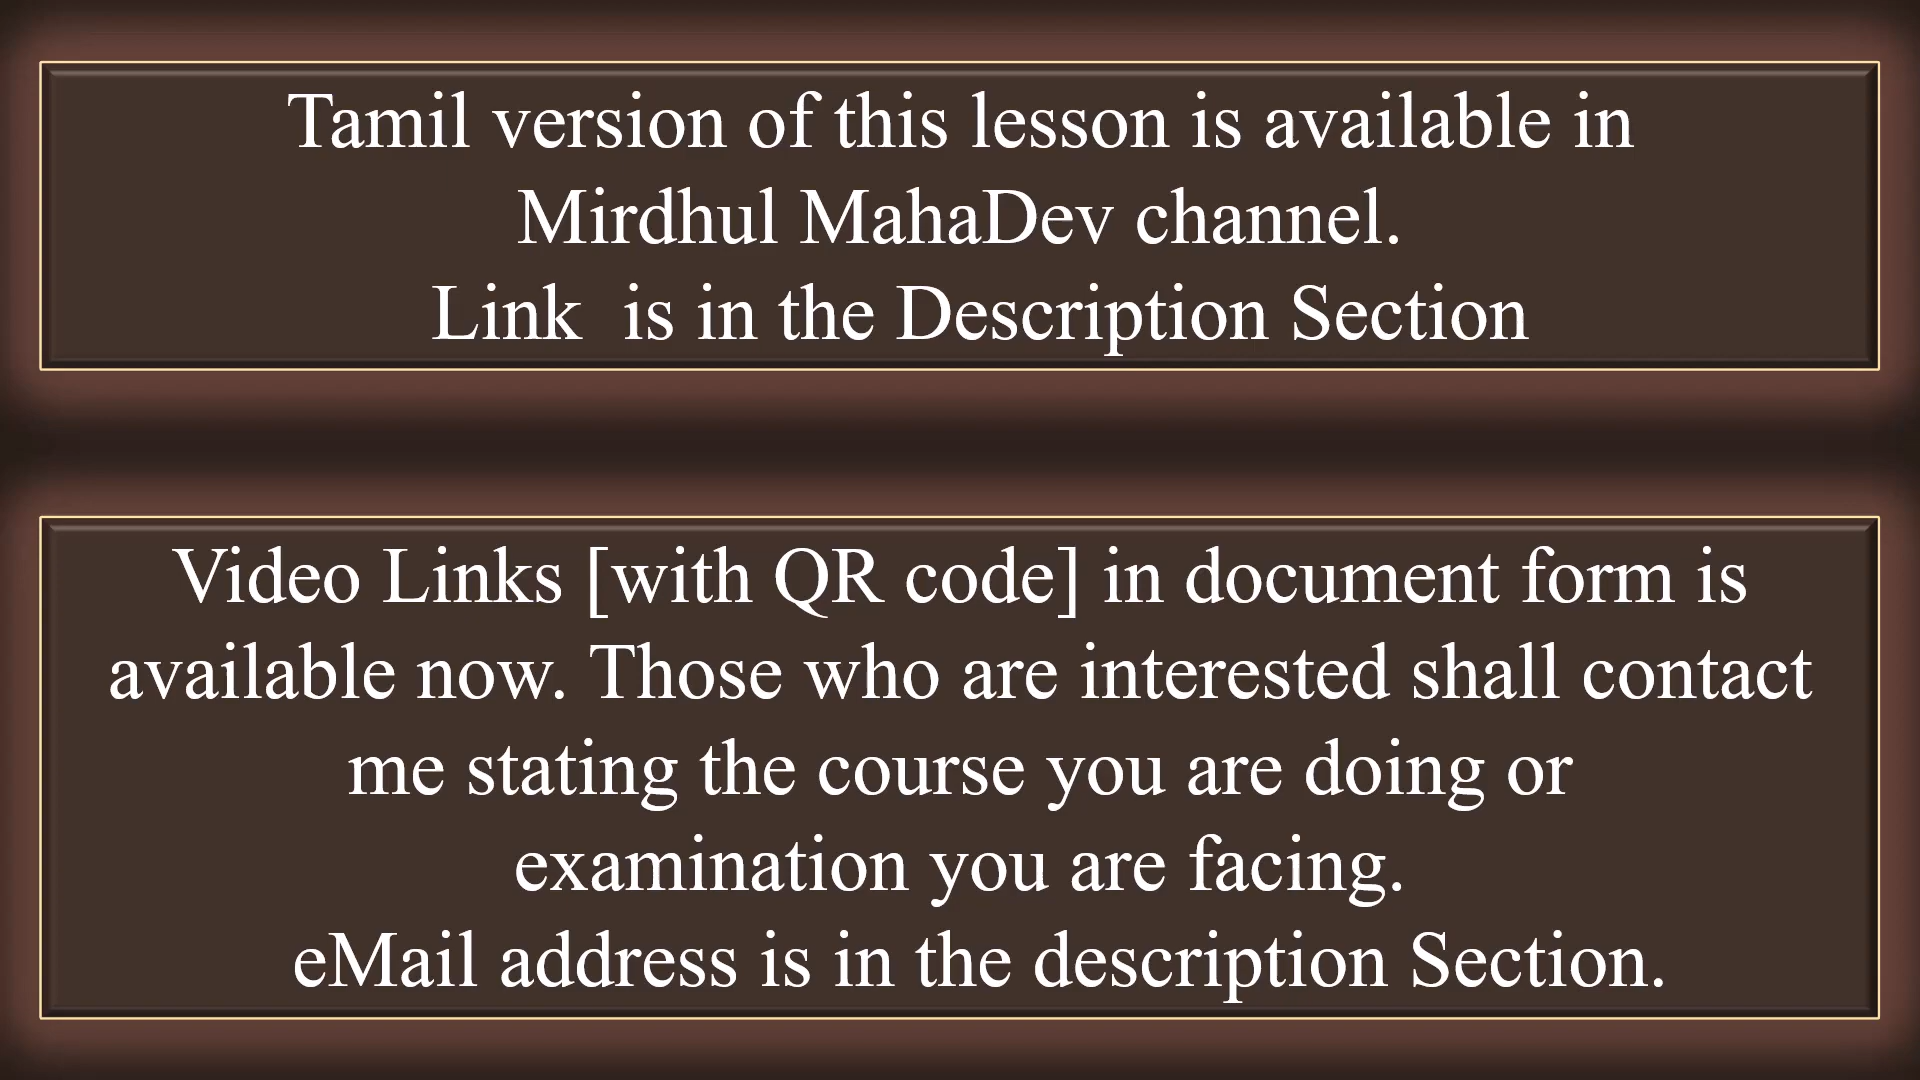 Tamil version of this lesson is available in
Mirdhul MahaDev channel.
Link  is in the Description Section
Video Links [with QR code] in document form is
available now. Those who are interested shall contact
me stating the course you are doing or
examination you are facing.
eMail address is in the description Section.